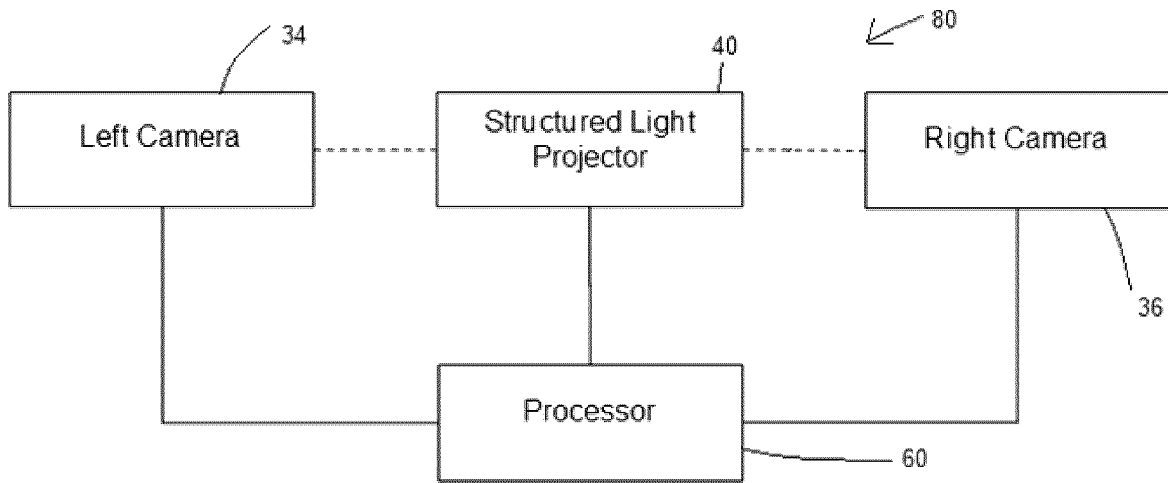 80
34
40
Left Camera
Structured Light
Projector
Right Camera
36
Processor
60